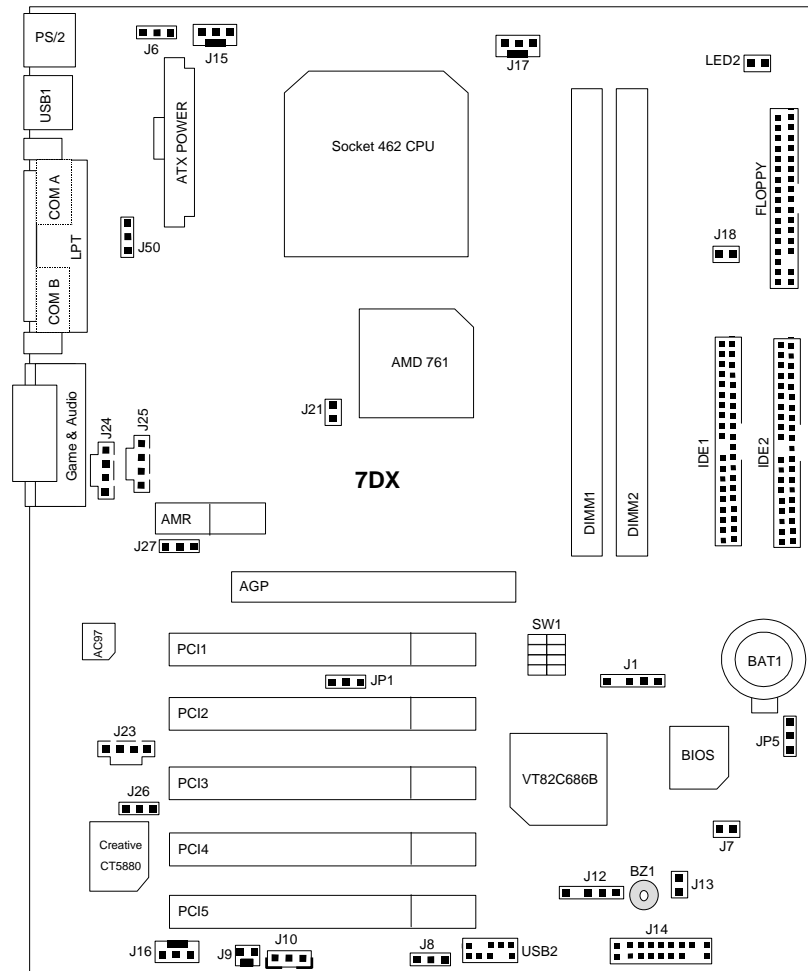 PS/2
J6
J15
J17
LED2
USB1
ATX POWER
Socket 462 CPU
FLOPPY
COM A
LPT
J50
J18
COM B
AMD 761
Game & Audio
J24
J25
J21
IDE1
IDE2
7DX
DIMM1
DIMM2
AMR
J27
AGP
AC97
PCI1
SW1
J1
BAT1
JP1
PCI2
JP5
J23
PCI3
VT82C686B
BIOS
J26
Creative
CT5880
PCI4
J7
J12
BZ1
J13
PCI5
J16
J9
J10
J8
USB2
J14